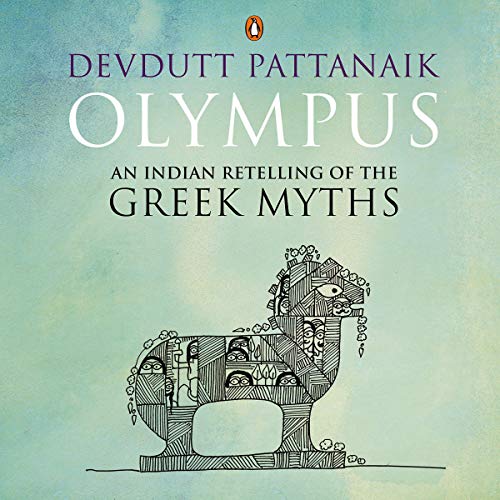 DEVDUTT PATTANAIK
OLYMPUS
AN INDIAN RETELLING OF THE
GREEK MYTHS